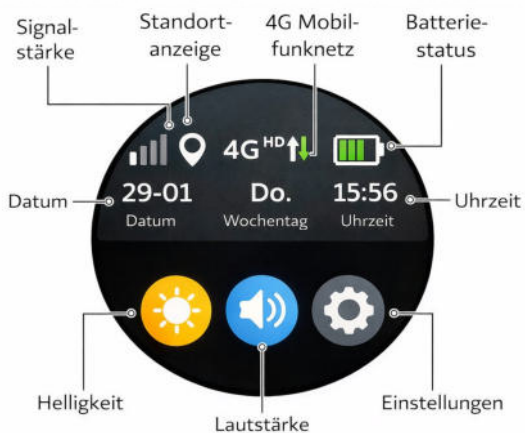 Signal-
stärke
Standort-
anzeige
4G Mobil-
funknetz
Batterie-
status
4G HD
Datum
29-01
Do.
15:56
Uhrzeit
Datum
Wochentag
Uhrzeit
Helligkeit
Lautstärke
Einstellungen